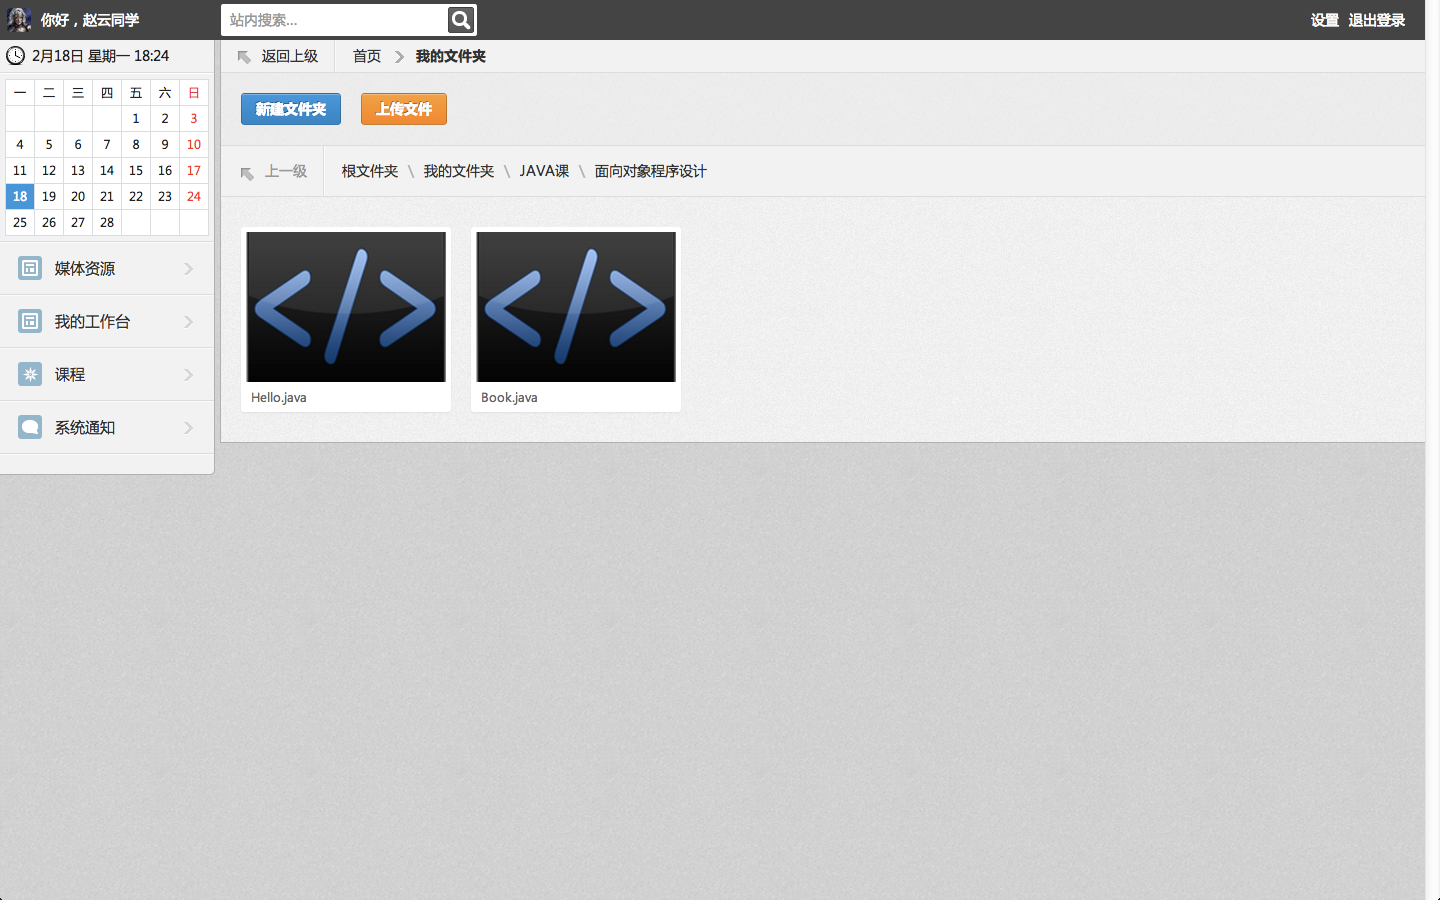 你好，赵云同学
站内搜索...
设置 退出登录
2月18日 星期一 18:24
返回上级
首页
我的文件夹
一 二 三 四 五 六 日
1 2 3
4 5 6 7 8 9 10
11 12 13 14 15 16 17
18 19 20 21 22 23 24
25 26 27 28
新建文件夹
上传文件
上一级
根文件夹 \ 我的文件夹 \ JAVA课 \ 面向对象程序设计
媒体资源
我的工作台
课程
系统通知
</>
</>
Hello.java
Book.java